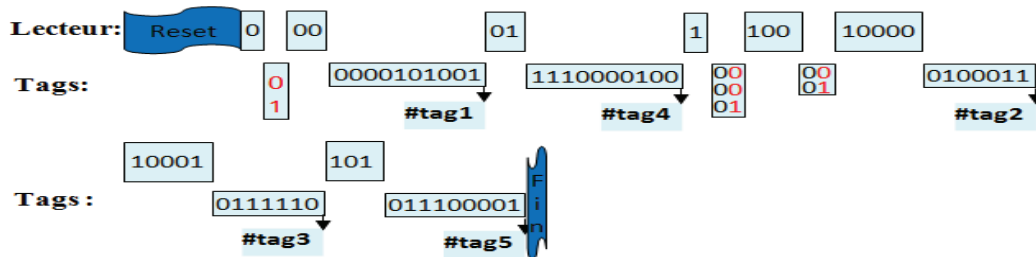 Lecteur: Reset 0 00 01 1 100 10000
Tags: 0 1 0000101001 1110000100 00 00 01 00 01 0100011
#tag1 #tag4 #tag2
10001 101
Tags : 0111110 011100001 Fin
#tag3 #tag5